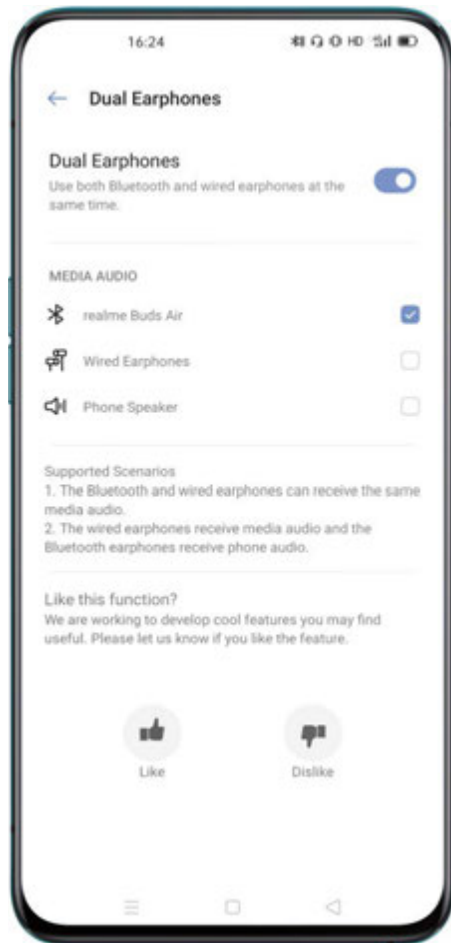 16:24 HD
Dual Earphones
Dual Earphones
Use both Bluetooth and wired earphones at the
same time.
MEDIA AUDIO
realme Buds Air
Wired Earphones
Phone Speaker
Supported Scenarios
1. The Bluetooth and wired earphones can receive the same
media audio.
2. The wired earphones receive media audio and the
Bluetooth earphones receive phone audio.
Like this function?
We are working to develop cool features you may find
useful. Please let us know if you like the feature.
Like Dislike